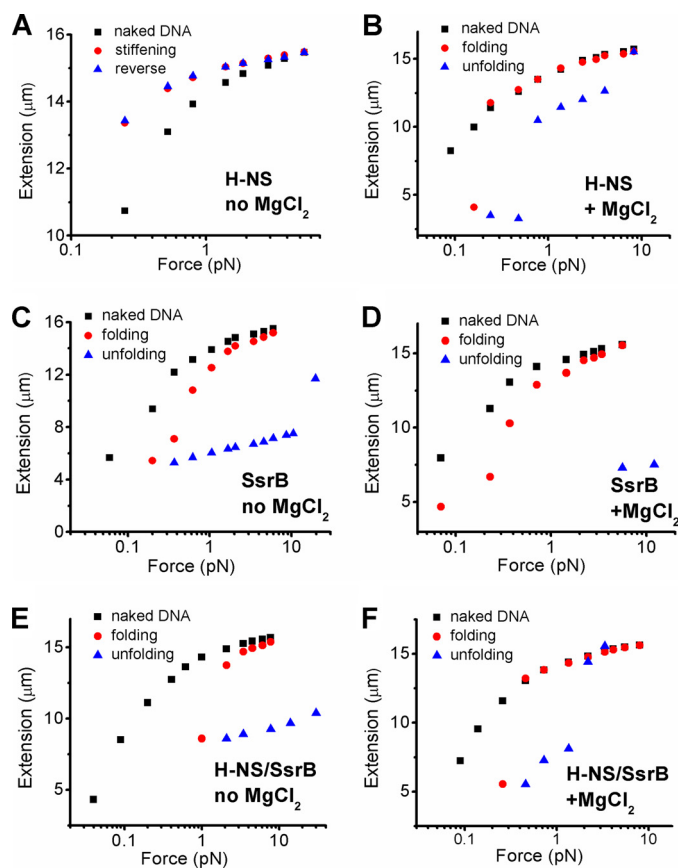 A
naked DNA
stiffening
reverse
H-NS
no MgCl2
Extension (μm)
16
14
12
10
0.1
1
Force (pN)
B
naked DNA
folding
unfolding
H-NS
+ MgCl2
Extension (μm)
15
10
5
0.1
1
10
Force (pN)
C
naked DNA
folding
unfolding
SsrB
no MgCl2
Extension (μm)
16
12
8
4
0
0.1
1
10
Force (pN)
D
naked DNA
folding
unfolding
SsrB
+MgCl2
Extension (μm)
15
10
5
0.1
1
10
Force (pN)
E
naked DNA
folding
unfolding
H-NS/SsrB
no MgCl2
Extension (μm)
15
10
5
0.1
1
10
Force (pN)
F
naked DNA
folding
unfolding
H-NS/SsrB
+MgCl2
Extension (μm)
15
10
5
0.1
1
10
Force (pN)